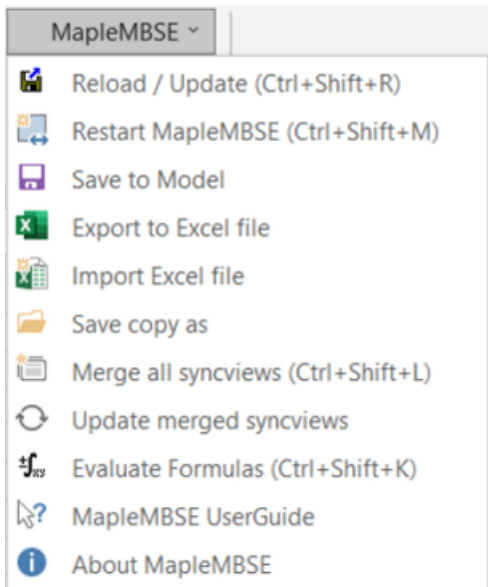 MapleMBSE
Reload / Update (Ctrl+Shift+R)
Restart MapleMBSE (Ctrl+Shift+M)
Save to Model
Export to Excel file
Import Excel file
Save copy as
Merge all syncviews (Ctrl+Shift+L)
Update merged syncviews
Evaluate Formulas (Ctrl+Shift+K)
MapleMBSE UserGuide
About MapleMBSE